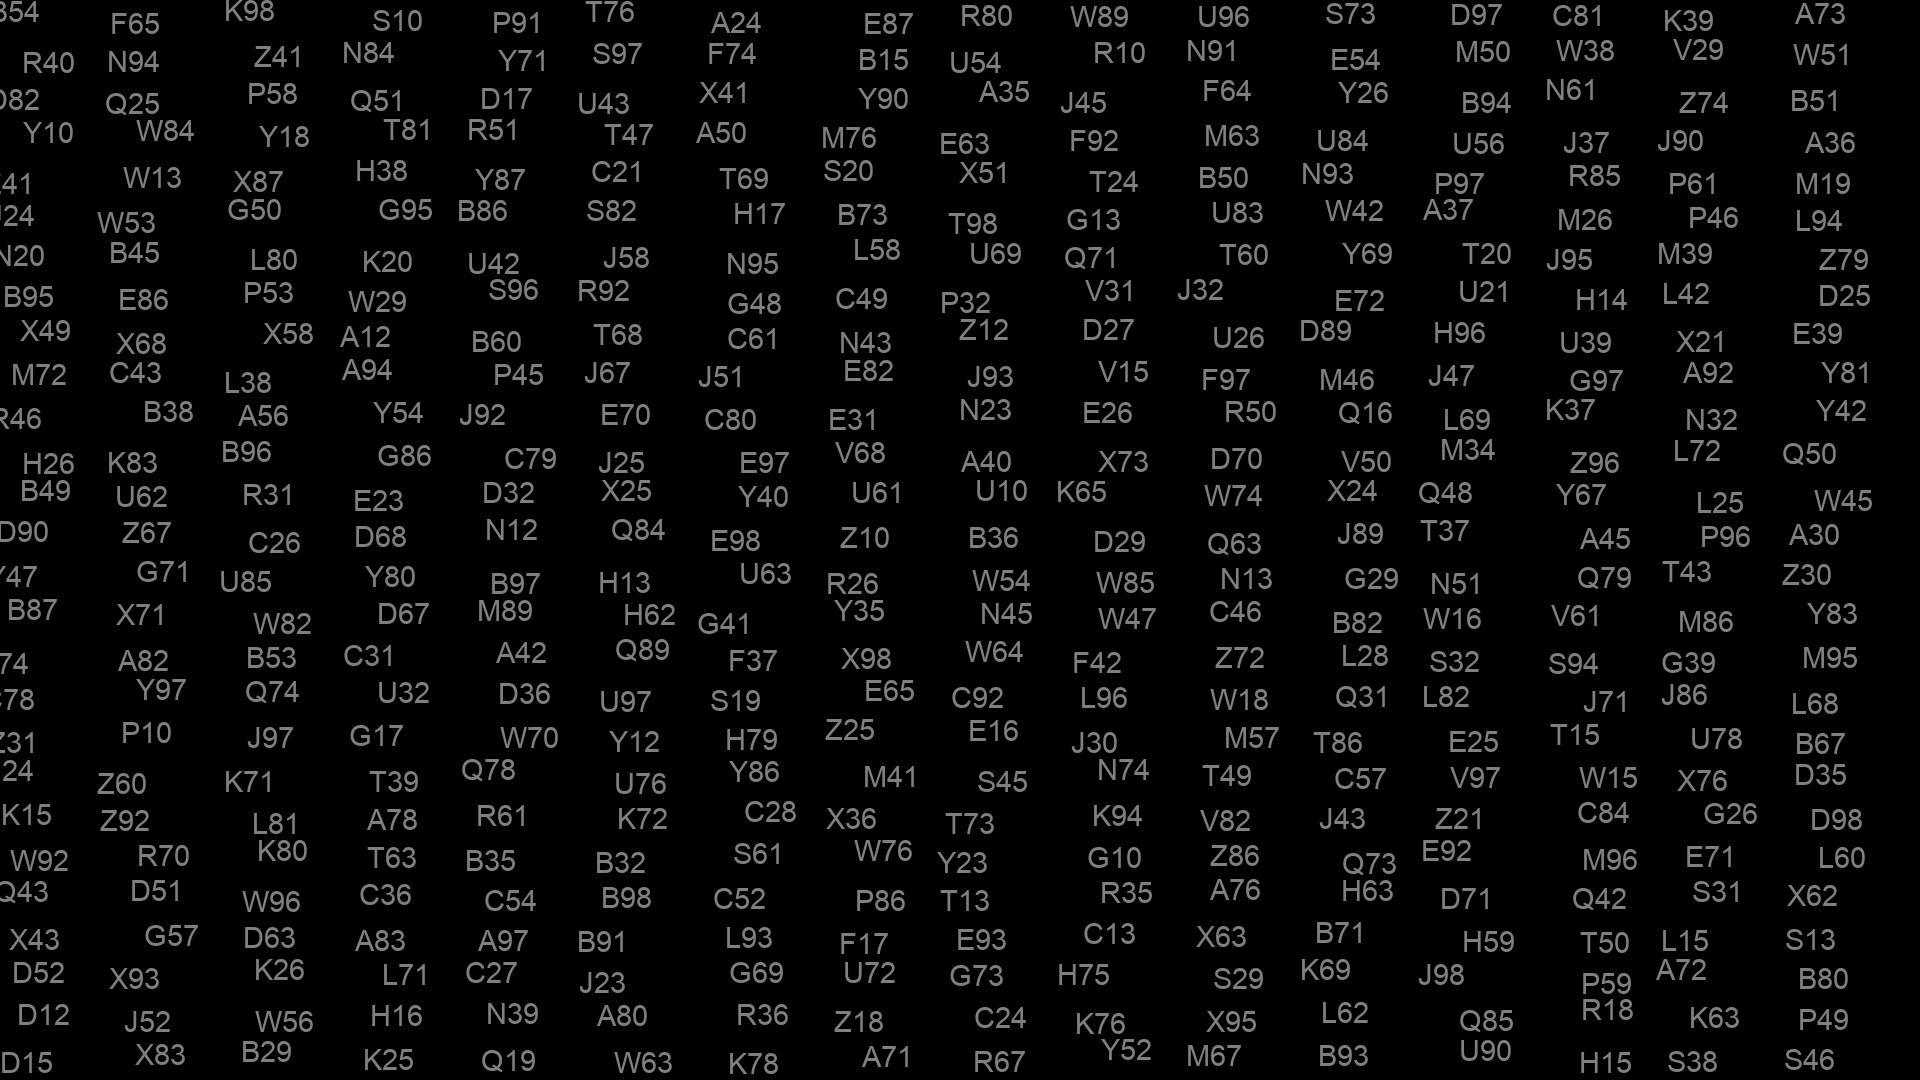 F65 K98 S10 P91 T76 A24 E87 R80 W89 U96 S73 D97 C81 K39 A73
R40 N94 Z41 N84 Y71 S97 F74 B15 U54 R10 N91 E54 M50 W38 V29 W51
Q25 P58 Q51 D17 U43 X41 Y90 A35 J45 F64 Y26 B94 N61 Z74 B51
Y10 W84 Y18 T81 R51 T47 A50 M76 E63 F92 M63 U84 U56 J37 J90 A36
W13 X87 H38 Y87 C21 T69 S20 X51 T24 B50 N93 P97 R85 P61 M19
W53 G50 G95 B86 S82 H17 B73 T98 G13 U83 W42 A37 M26 P46 L94
N20 B45 L80 K20 U42 J58 N95 L58 U69 Q71 T60 Y69 T20 J95 M39 Z79
B95 E86 P53 W29 S96 R92 G48 C49 P32 V31 J32 E72 U21 H14 L42 D25
X49 X68 X58 A12 B60 T68 C61 N43 Z12 D27 U26 D89 H96 U39 X21 E39
M72 C43 L38 A94 P45 J67 J51 E82 J93 V15 F97 M46 J47 G97 A92 Y81
R46 B38 A56 Y54 J92 E70 C80 E31 N23 E26 R50 Q16 L69 K37 N32 Y42
H26 K83 B96 G86 C79 J25 E97 V68 A40 X73 D70 V50 M34 Z96 L72 Q50
B49 U62 R31 E23 D32 X25 Y40 U61 U10 K65 W74 X24 Q48 Y67 L25 W45
D90 Z67 C26 D68 N12 Q84 E98 Z10 B36 D29 Q63 J89 T37 A45 P96 A30
Y47 G71 U85 Y80 B97 H13 U63 R26 W54 W85 N13 G29 N51 Q79 T43 Z30
B87 X71 W82 D67 M89 H62 G41 Y35 N45 W47 C46 B82 W16 V61 M86 Y83
A82 B53 C31 A42 Q89 F37 X98 W64 F42 Z72 L28 S32 S94 G39 M95
Y97 Q74 U32 D36 U97 S19 E65 C92 L96 W18 Q31 L82 J71 J86 L68
Z31 P10 J97 G17 W70 Y12 H79 Z25 E16 J30 M57 T86 E25 T15 U78 B67
Z60 K71 T39 Q78 U76 Y86 M41 S45 N74 T49 C57 V97 W15 X76 D35
K15 Z92 L81 A78 R61 K72 C28 X36 T73 K94 V82 J43 Z21 C84 G26 D98
W92 R70 K80 T63 B35 B32 S61 W76 Y23 G10 Z86 Q73 E92 M96 E71 L60
Q43 D51 W96 C36 C54 B98 C52 P86 T13 R35 A76 H63 D71 Q42 S31 X62
X43 G57 D63 A83 A97 B91 L93 F17 E93 C13 X63 B71 H59 T50 L15 S13
D52 X93 K26 L71 C27 J23 G69 U72 G73 H75 S29 K69 J98 P59 A72 B80
D12 J52 W56 H16 N39 A80 R36 Z18 C24 K76 X95 L62 Q85 R18 K63 P49
D15 X83 B29 K25 Q19 W63 K78 A71 R67 Y52 M67 B93 U90 H15 S38 S46